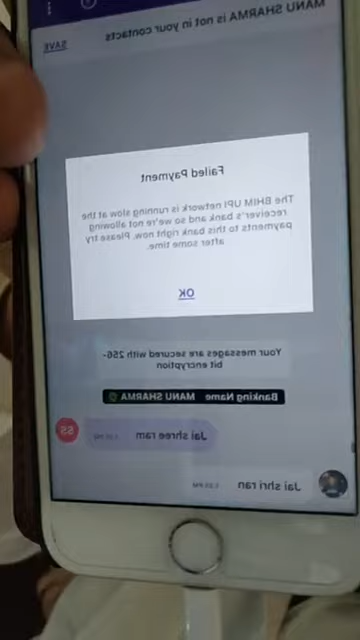 MANU SHARMA is not in your contacts
SAVE
Failed Payment
The BHIM UPI network is running slow at the
receiver's bank and so we're not allowing
payments to this bank right now. Please try
after some time.
OK
Your messages are secured with 256-
bit encryption
Banking Name MANU SHARMA
Jai shree ram
SS
Jai shri ran